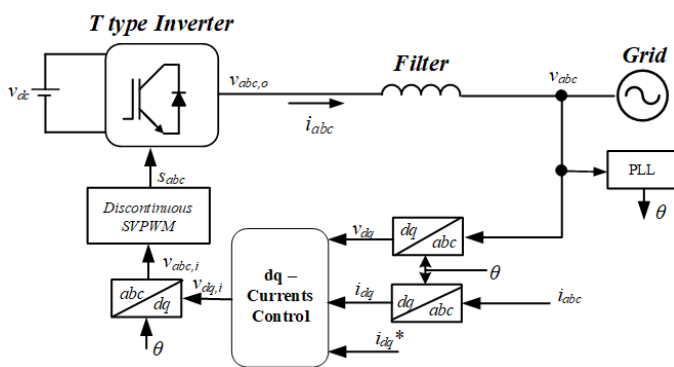 T type Inverter
Filter
Grid
v_dc
v_abc,o
v_abc
i_abc
PLL
s_abc
θ
Discontinuous
SVPWM
v_dq
dq
abc
v_abc,i
dq –
Currents
Control
θ
v_dq,i
abc
dq
i_dq
dq
abc
i_abc
θ
i_dq*